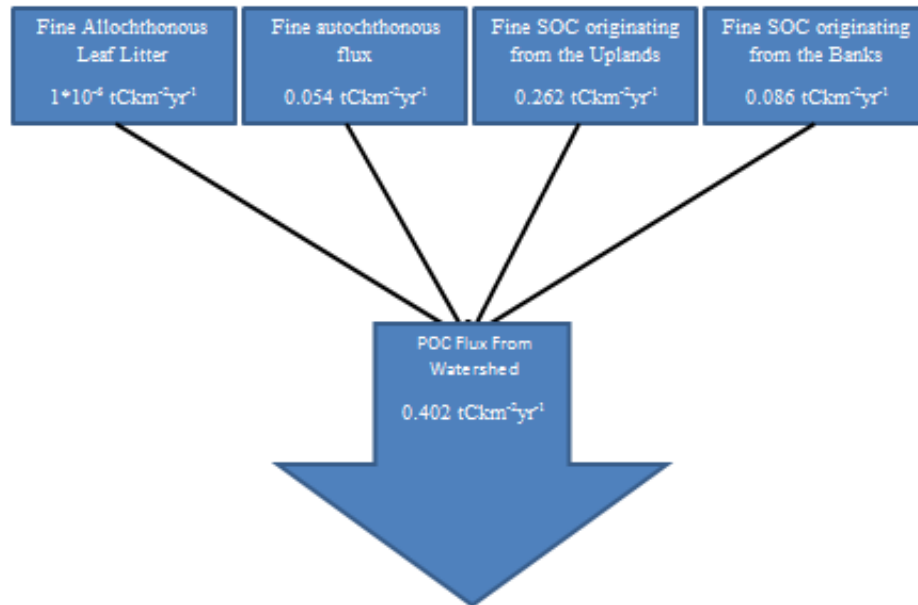 Fine Allochthonous
Leaf Litter
1*10⁻⁶ tCkm⁻²yr⁻¹
Fine autochthonous
flux
0.054 tCkm⁻²yr⁻¹
Fine SOC originating
from the Uplands
0.262 tCkm⁻²yr⁻¹
Fine SOC originating
from the Banks
0.086 tCkm⁻²yr⁻¹
POC Flux From
Watershed
0.402 tCkm⁻²yr⁻¹